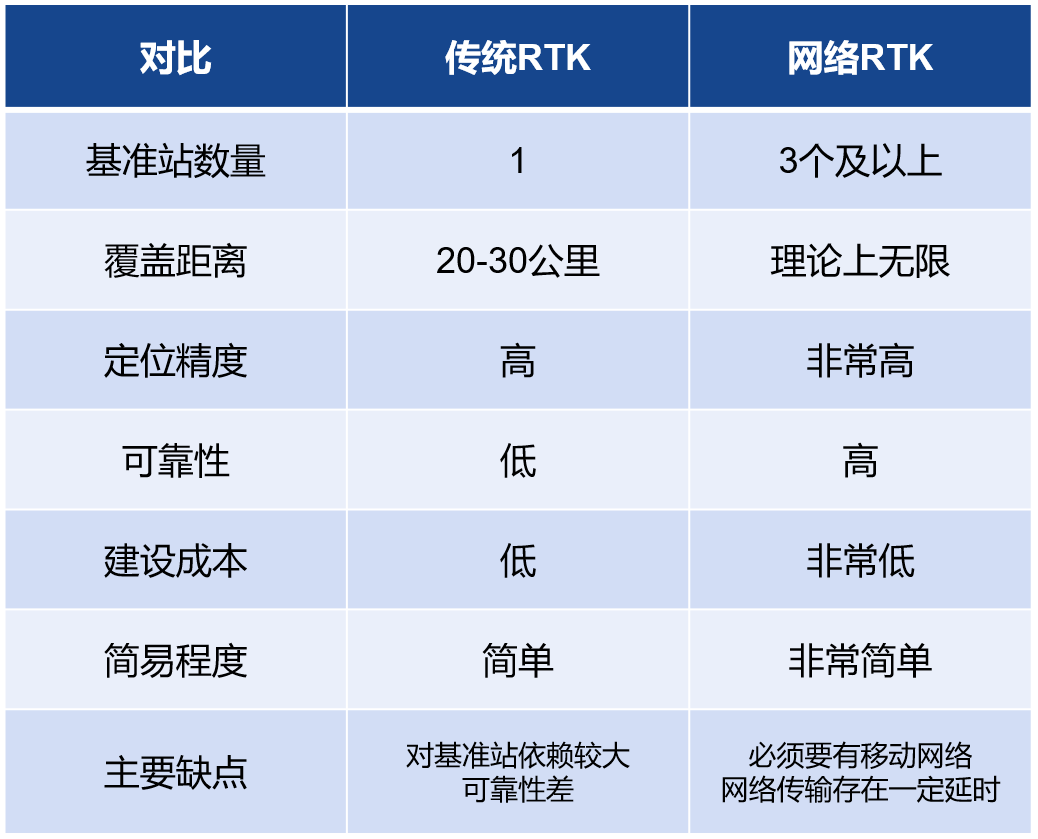 对比 传统RTK 网络RTK
基准站数量 1 3个及以上
覆盖距离 20-30公里 理论上无限
定位精度 高 非常高
可靠性 低 高
建设成本 低 非常低
简易程度 简单 非常简单
主要缺点 对基准站依赖较大 必须要有移动网络
可靠性差 网络传输存在一定延时